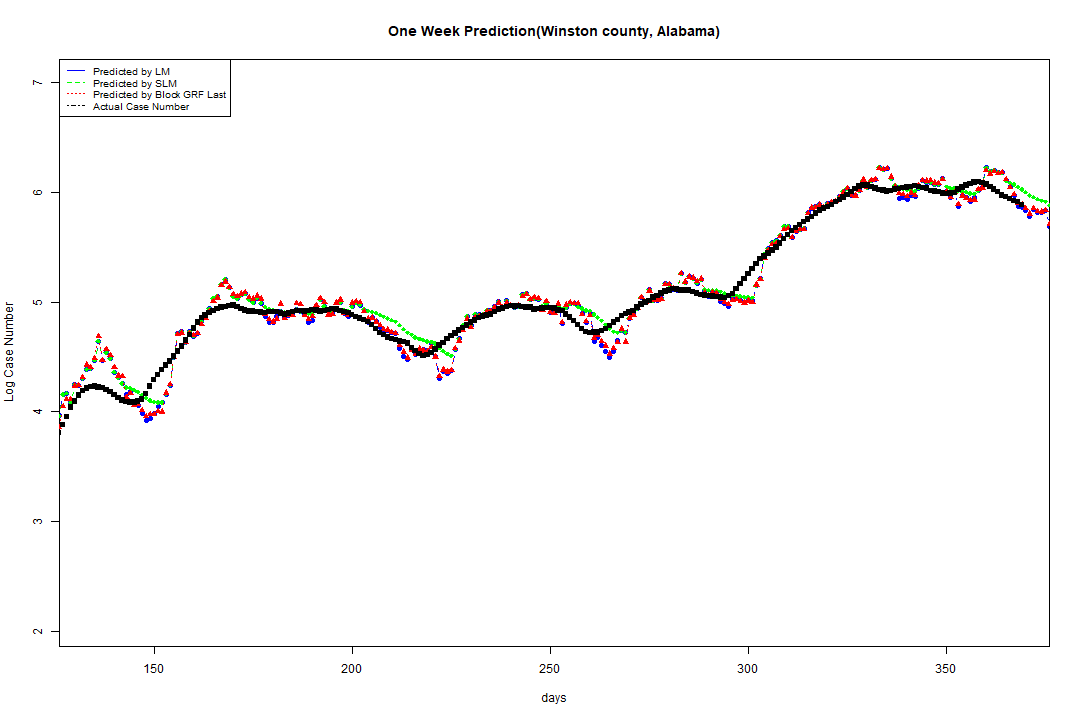 One Week Prediction(Winston county, Alabama)
Predicted by LM
Predicted by SLM
Predicted by Block GRF Last
Actual Case Number
7
6
5
4
3
2
Log Case Number
150 200 250 300 350
days